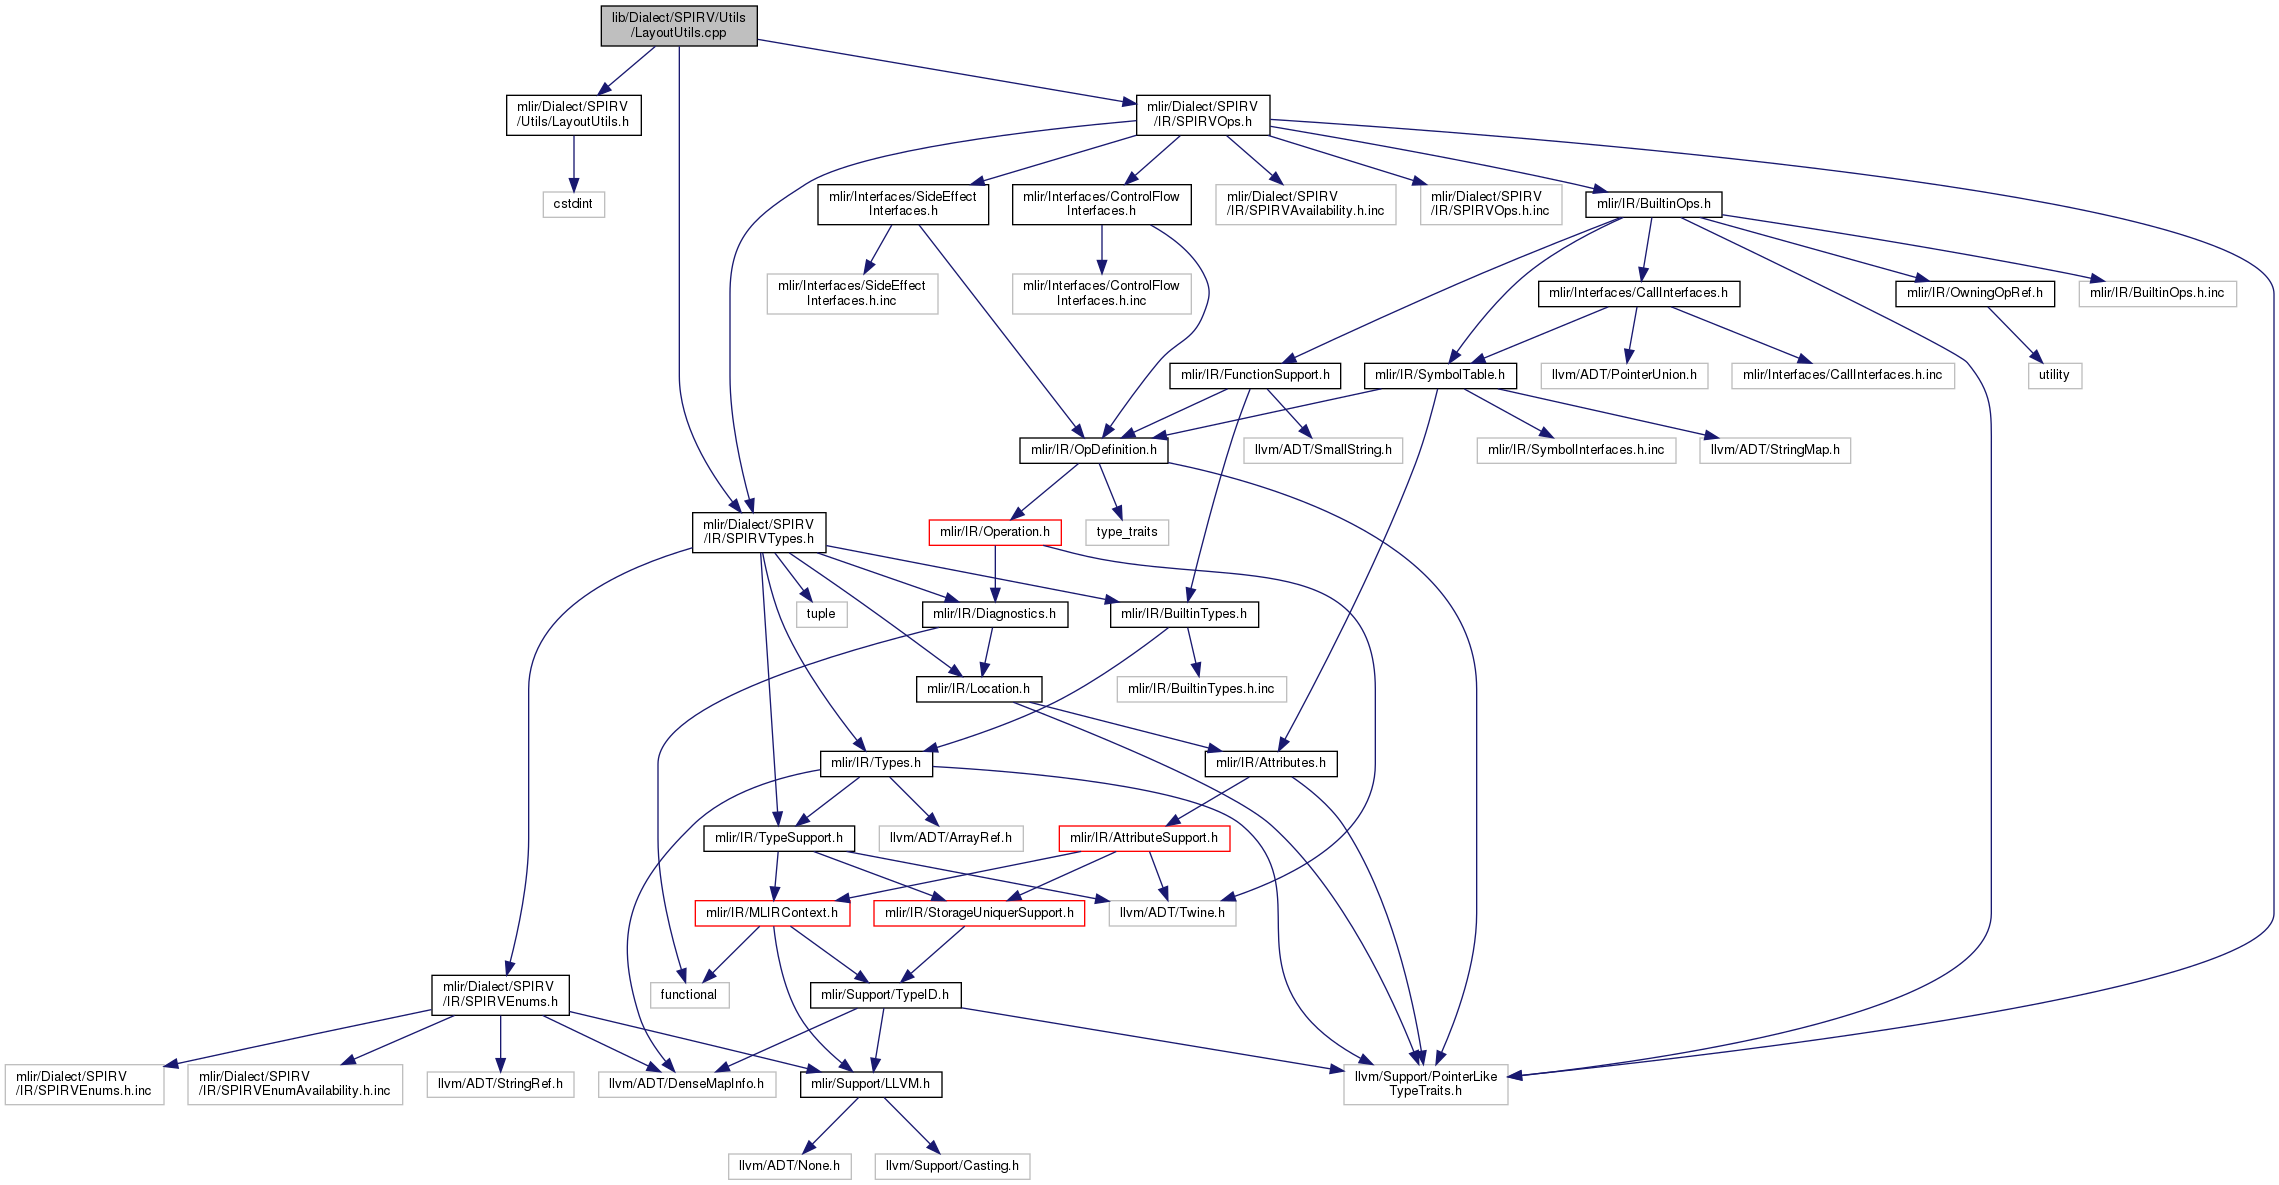 lib/Dialect/SPIRV/Utils
/LayoutUtils.cpp
mlir/Dialect/SPIRV
/Utils/LayoutUtils.h
mlir/Dialect/SPIRV
/IR/SPIRVOps.h
cstdint
mlir/Interfaces/SideEffect
Interfaces.h
mlir/Interfaces/ControlFlow
Interfaces.h
mlir/Dialect/SPIRV
/IR/SPIRVAvailability.h.inc
mlir/Dialect/SPIRV
/IR/SPIRVOps.h.inc
mlir/IR/BuiltinOps.h
mlir/Interfaces/SideEffect
Interfaces.h.inc
mlir/Interfaces/ControlFlow
Interfaces.h.inc
mlir/Interfaces/CallInterfaces.h
mlir/IR/OwningOpRef.h
mlir/IR/BuiltinOps.h.inc
mlir/IR/FunctionSupport.h
mlir/IR/SymbolTable.h
llvm/ADT/PointerUnion.h
mlir/Interfaces/CallInterfaces.h.inc
utility
mlir/IR/OpDefinition.h
llvm/ADT/SmallString.h
mlir/IR/SymbolInterfaces.h.inc
llvm/ADT/StringMap.h
mlir/Dialect/SPIRV
/IR/SPIRVTypes.h
mlir/IR/Operation.h
type_traits
tuple
mlir/IR/Diagnostics.h
mlir/IR/BuiltinTypes.h
mlir/IR/Location.h
mlir/IR/BuiltinTypes.h.inc
mlir/IR/Types.h
mlir/IR/Attributes.h
mlir/IR/TypeSupport.h
llvm/ADT/ArrayRef.h
mlir/IR/AttributeSupport.h
mlir/IR/MLIRContext.h
mlir/IR/StorageUniquerSupport.h
llvm/ADT/Twine.h
mlir/Dialect/SPIRV
/IR/SPIRVEnums.h
functional
mlir/Support/TypeID.h
mlir/Dialect/SPIRV
/IR/SPIRVEnums.h.inc
mlir/Dialect/SPIRV
/IR/SPIRVEnumAvailability.h.inc
llvm/ADT/StringRef.h
llvm/ADT/DenseMapInfo.h
mlir/Support/LLVM.h
llvm/Support/PointerLike
TypeTraits.h
llvm/ADT/None.h
llvm/Support/Casting.h